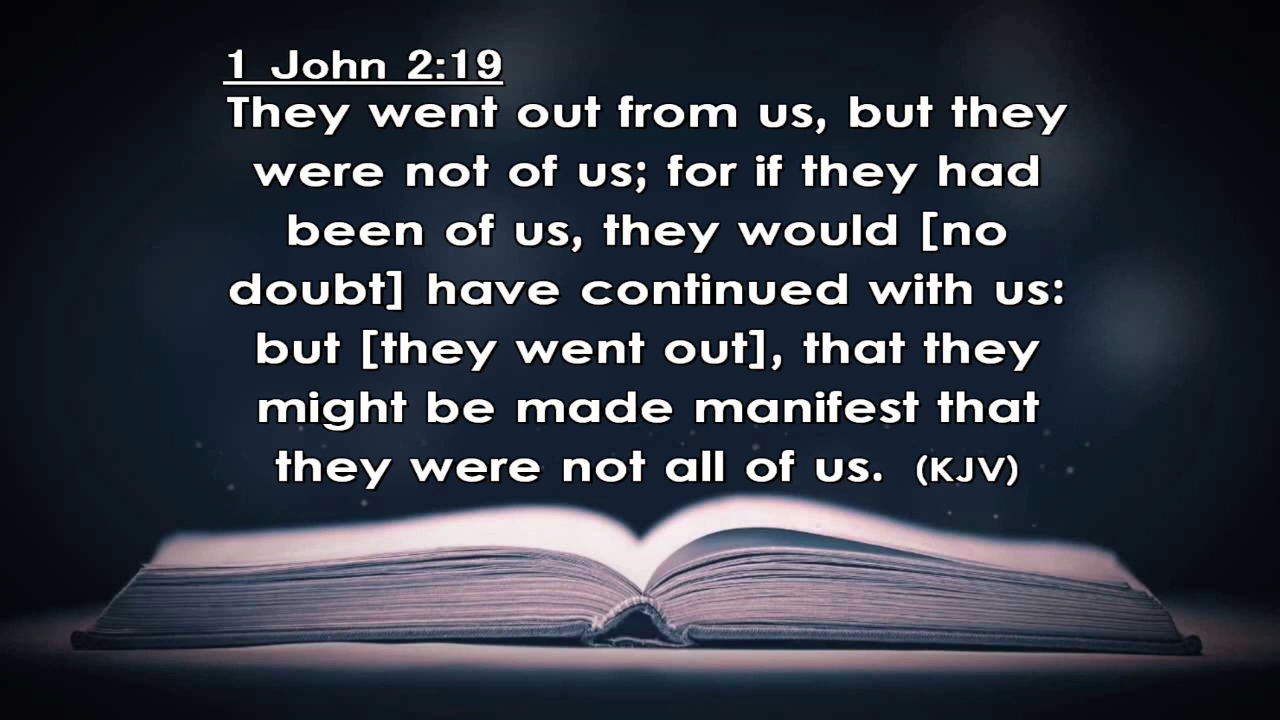 1 John 2:19
They went out from us, but they
were not of us; for if they had
been of us, they would [no
doubt] have continued with us:
but [they went out], that they
might be made manifest that
they were not all of us. (KJV)